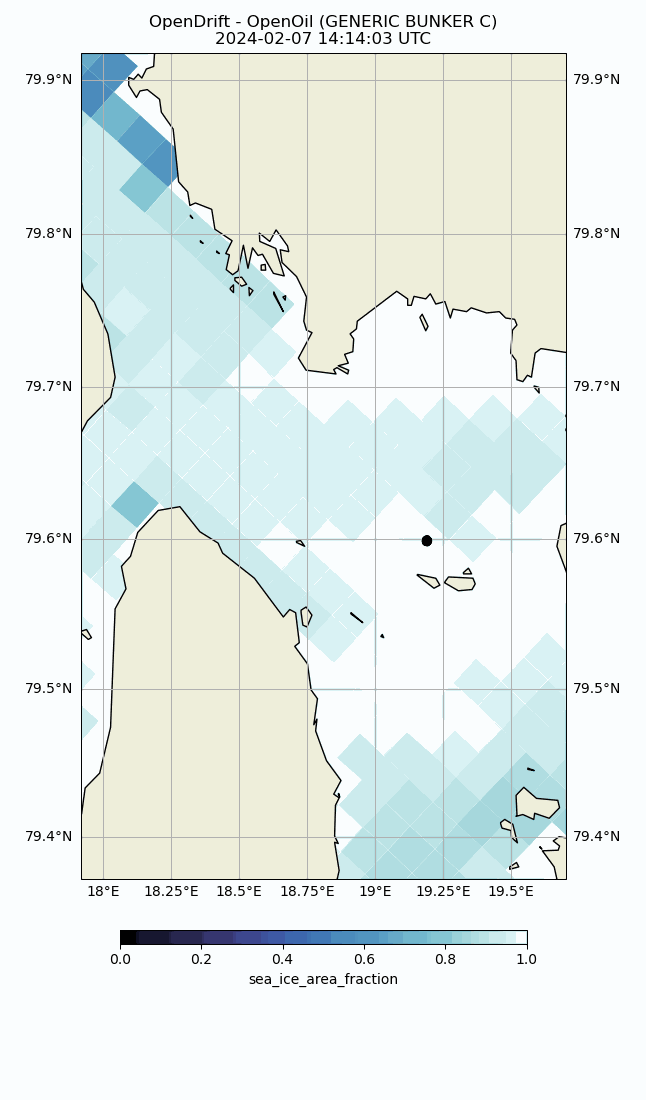 OpenDrift - OpenOil (GENERIC BUNKER C)
2024-02-07 14:14:03 UTC
79.9°N 79.9°N
79.8°N 79.8°N
79.7°N 79.7°N
79.6°N 79.6°N
79.5°N 79.5°N
79.4°N 79.4°N
18°E 18.25°E 18.5°E 18.75°E 19°E 19.25°E 19.5°E
0.0 0.2 0.4 0.6 0.8 1.0
sea_ice_area_fraction